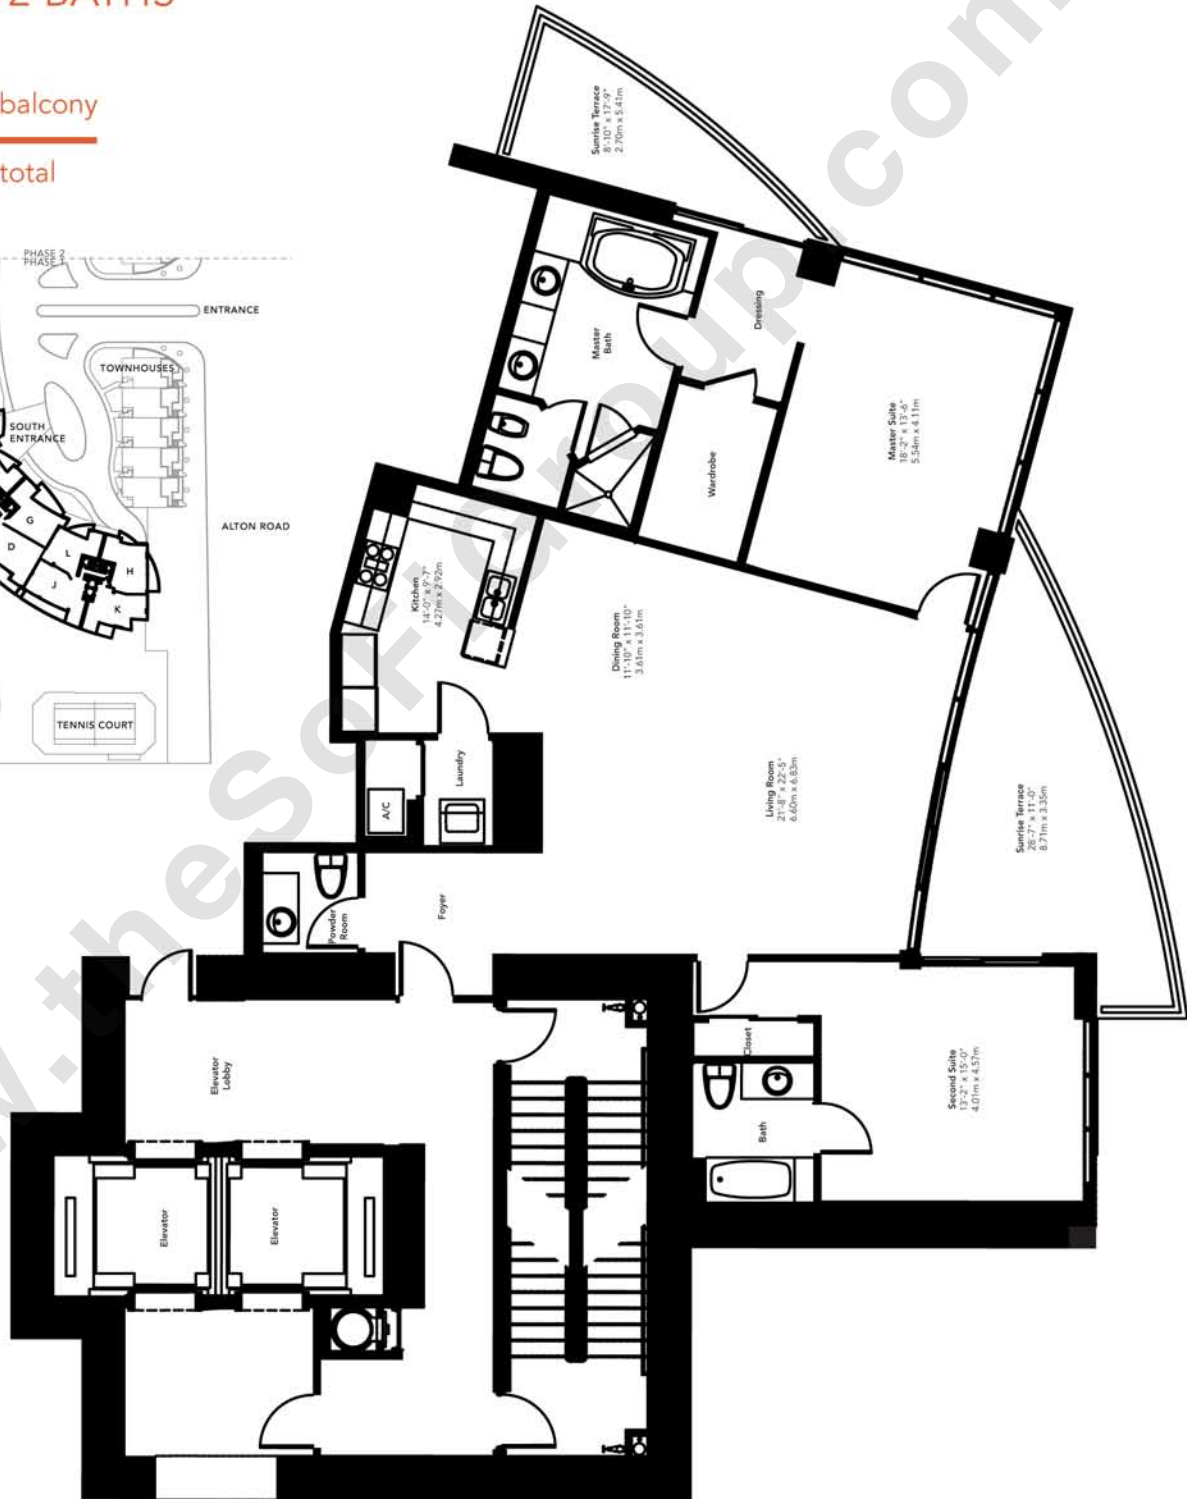 2 BATHS
balcony
total
PHASE 2
PHASE 1
ENTRANCE
TOWNHOUSES
SOUTH
ENTRANCE
ALTON ROAD
G
D
L
H
J
K
TENNIS COURT
Sunrise Terrace
8'-10" x 17'-9"
2.70m x 5.41m
Master
Bath
Dressing
Wardrobe
Master Suite
18'-2" x 13'-6"
5.54m x 4.11m
Kitchen
14'-0" x 9'-7"
4.27m x 2.92m
Dining Room
11'-10" x 11'-10"
3.61m x 3.61m
Living Room
21'-8" x 22'-5"
6.60m x 6.83m
Sunrise Terrace
28'-7" x 11'-0"
8.71m x 3.35m
A/C
Laundry
Powder
Room
Foyer
Elevator
Lobby
Closet
Bath
Second Suite
13'-2" x 15'-0"
4.01m x 4.57m
Elevator
Elevator
w.theSoFiGroup.com